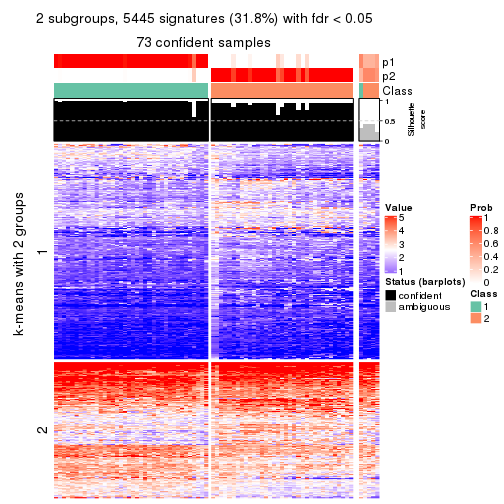 2 subgroups, 5445 signatures (31.8%) with fdr < 0.05
73 confident samples
p1
p2
Class
1
0.5
0
Silhouette
score
k-means with 2 groups
1
2
Value
5
4
3
2
1
Status (barplots)
confident
ambiguous
Prob
1
0.8
0.6
0.4
0.2
0
Class
1
2